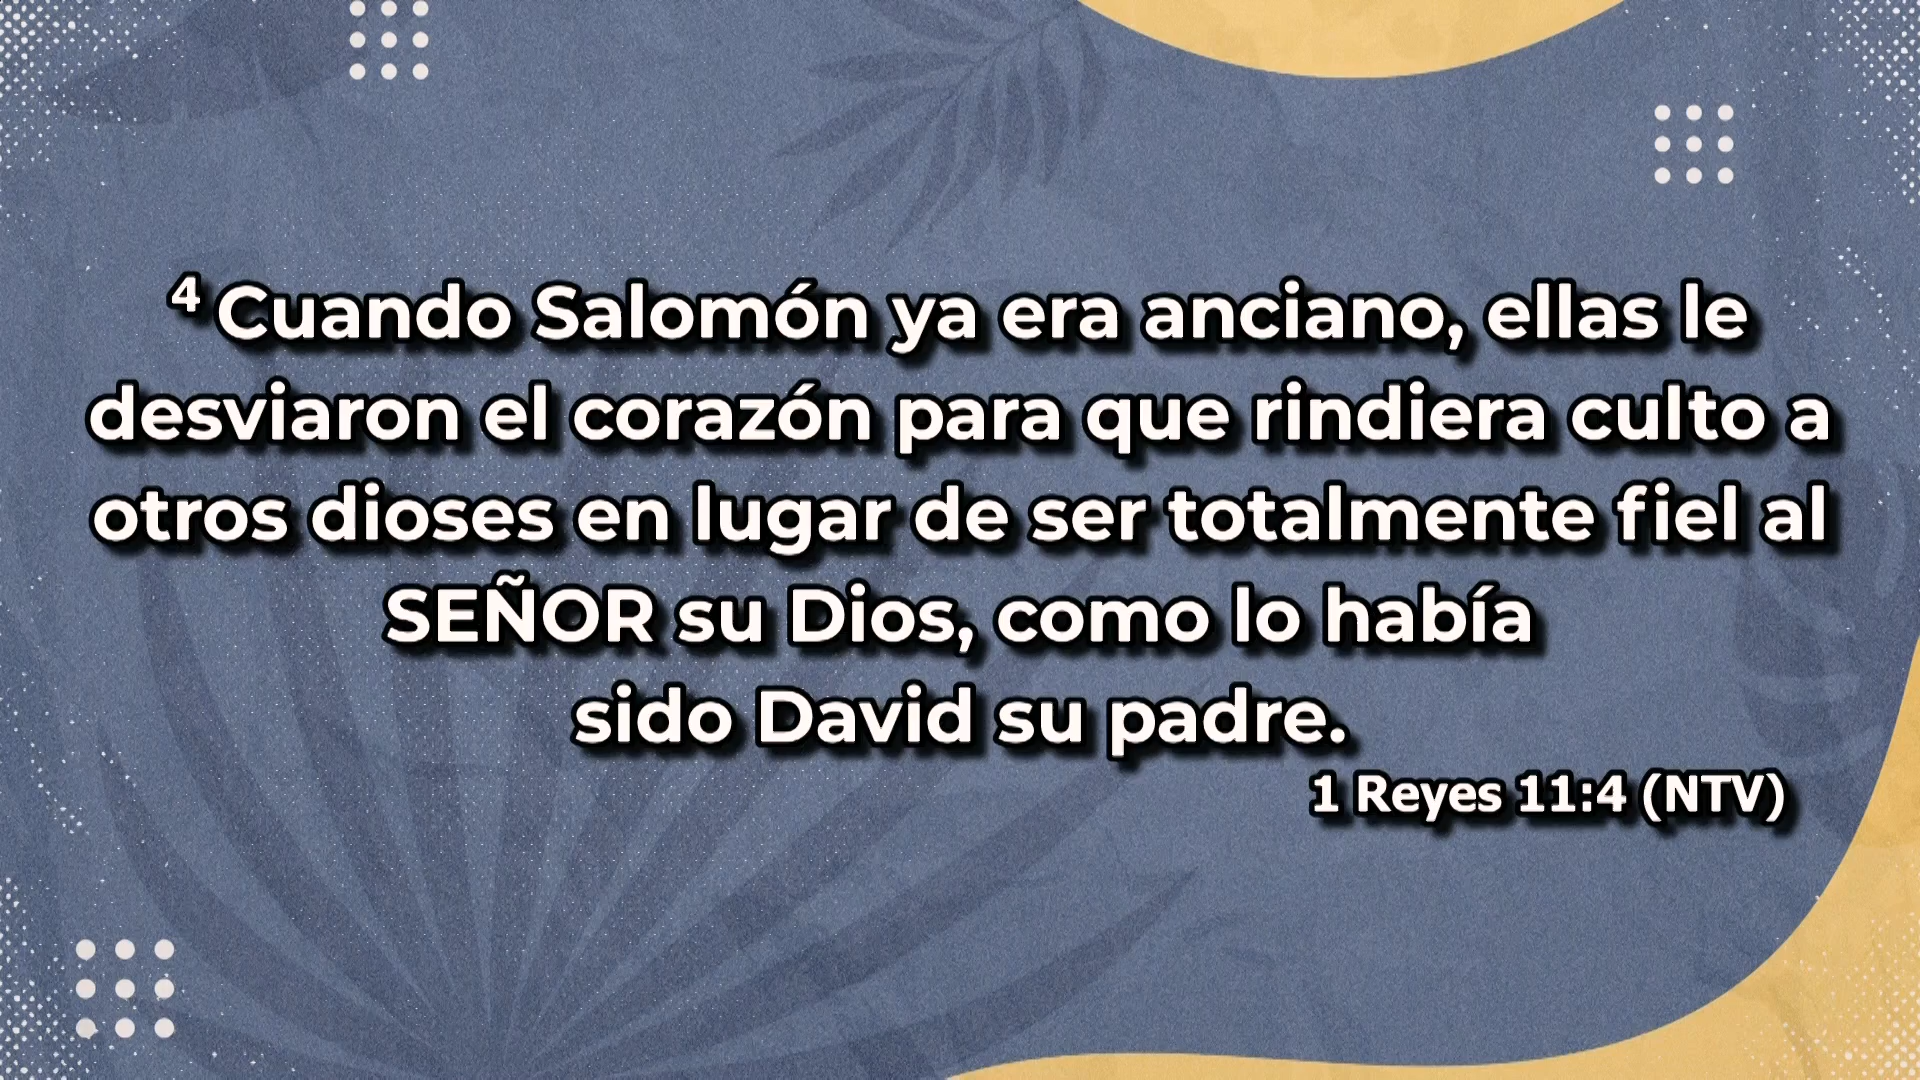 ⁴ Cuando Salomón ya era anciano, ellas le
desviaron el corazón para que rindiera culto a
otros dioses en lugar de ser totalmente fiel al
SEÑOR su Dios, como lo había
sido David su padre.
1 Reyes 11:4 (NTV)